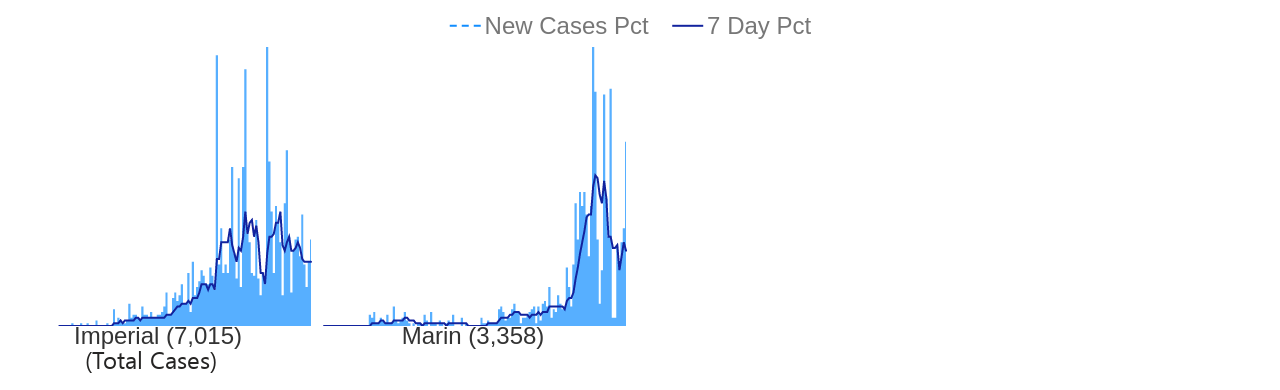 New Cases Pct 7 Day Pct
Imperial (7,015) Marin (3,358)
(Total Cases)